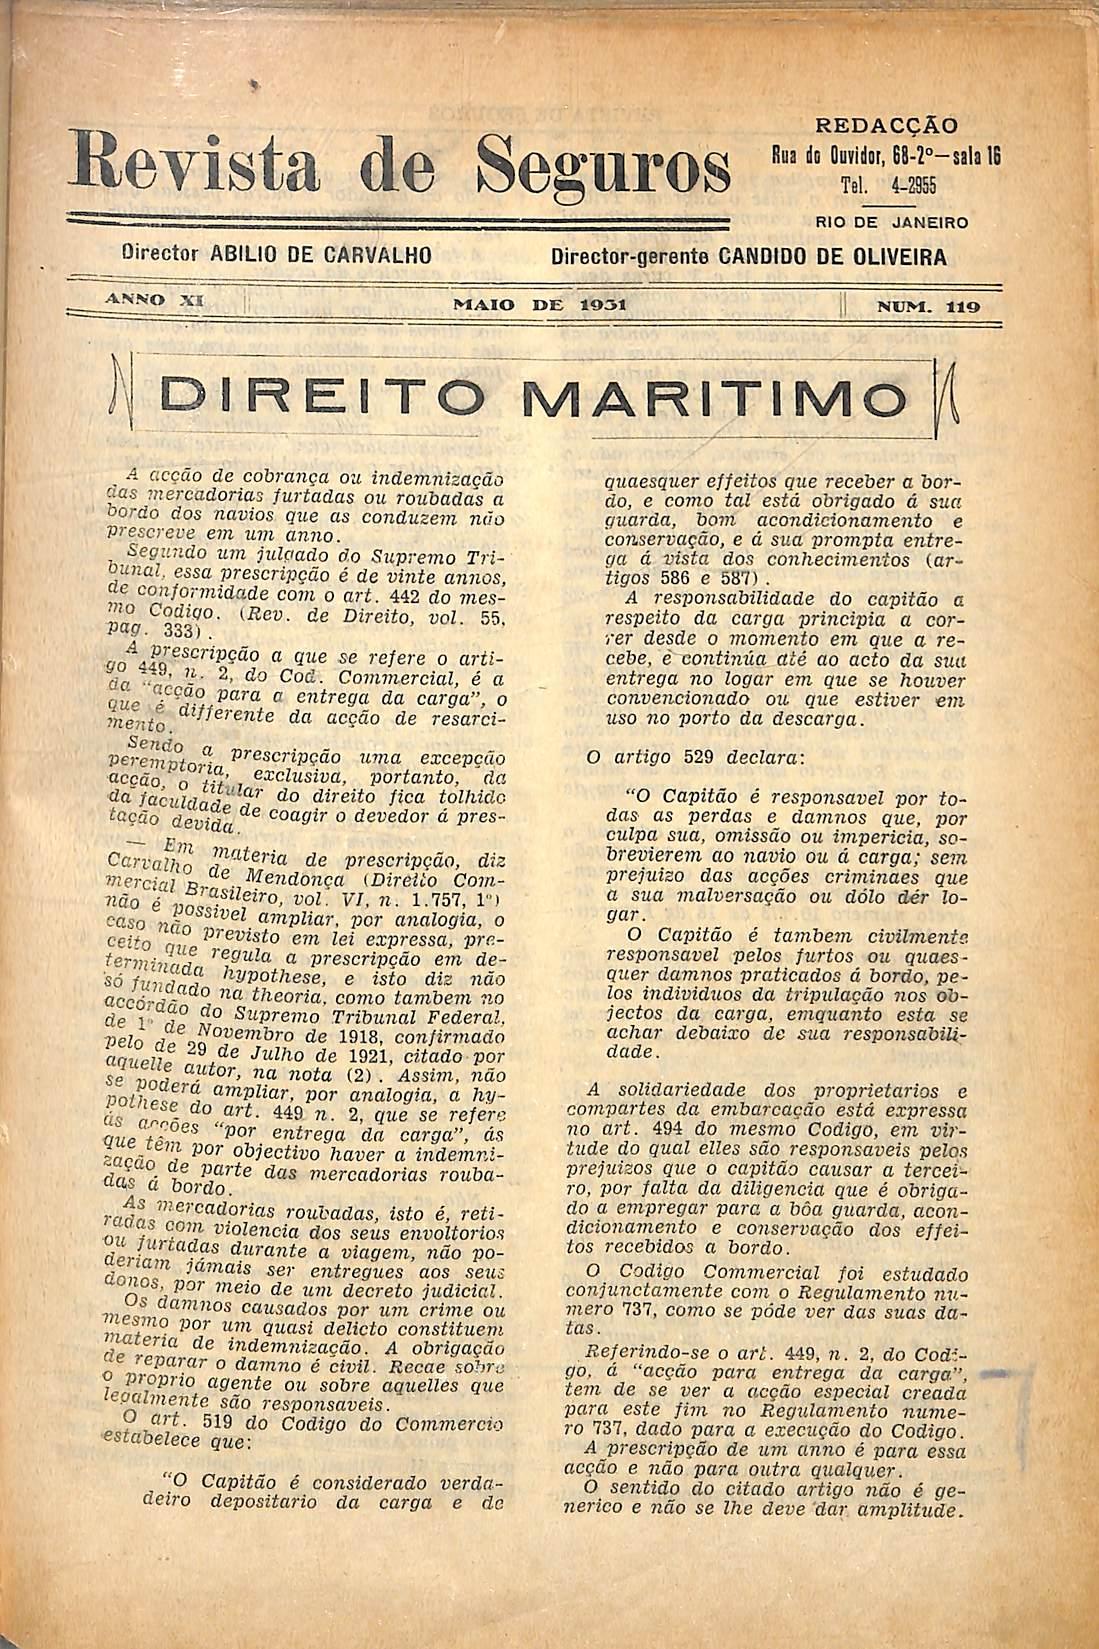 Revista de Seguros
REDACÇÃO
Rua do Ouvidor, 68-2º—sala 16
Tel. 4-2955
RIO DE JANEIRO
Director ABILIO DE CARVALHO
Director-gerente CANDIDO DE OLIVEIRA
ANNO XI
MAIO DE 1931
NUM. 119
DIREITO MARITIMO
A acção de cobrança ou indemnização
das mercadorias furtadas ou roubadas a
bordo dos navios que as conduzem não
prescreve em um anno.
Segundo um julgado do Supremo Tri-
bunal, essa prescripção é de vinte annos,
de conformidade com o art. 442 do mes-
mo Codigo. (Rev. de Direito, vol. 55,
pag. 333).
A prescripção a que se refere o arti-
go 449, n. 2, do Cod. Commercial, é a
da "acção para a entrega da carga", o
que é differente da acção de resarci-
mento.
Sendo a prescripção uma excepção
peremptoria, exclusiva, portanto, da
acção, o titular do direito fica tolhido
da faculdade de coagir o devedor á pres-
tação devida.
— Em materia de prescripção, diz
Carvalho de Mendonça (Direito Com-
mercial Brasileiro, vol. VI, n. 1.757, 1º)
não é possivel ampliar, por analogia, o
caso não previsto em lei expressa, pre-
ceito que regula a prescripção em de-
terminada hypothese, e isto diz não
só fundado na theoria, como tambem no
accórdão do Supremo Tribunal Federal,
de 1º de Novembro de 1918, confirmado
pelo de 29 de Julho de 1921, citado por
aquelle autor, na nota (2). Assim, não
se poderá ampliar, por analogia, a hy-
pothese do art. 449 n. 2, que se refere
ás acções "por entrega da carga", ás
que têm por objectivo haver a indemni-
zação de parte das mercadorias rouba-
das á bordo.
As mercadorias roubadas, isto é, reti-
radas com violencia dos seus envoltorios
ou furtadas durante a viagem, não po-
deriam jámais ser entregues aos seus
donos, por meio de um decreto judicial.
Os damnos causados por um crime ou
mesmo por um quasi delicto constituem
materia de indemnização. A obrigação
de reparar o damno é civil. Recae sobre
o proprio agente ou sobre aquelles que
legalmente são responsaveis.
O art. 519 do Codigo do Commercio
estabelece que:
"O Capitão é considerado verda-
deiro depositario da carga e de
quaesquer effeitos que receber a bor-
do, e como tal está obrigado á sua
guarda, bom acondicionamento e
conservação, e á sua prompta entre-
ga á vista dos conhecimentos (ar-
tigos 586 e 587).
A responsabilidade do capitão a
respeito da carga principia a cor-
rer desde o momento em que a re-
cebe, e continúa até ao acto da sua
entrega no logar em que se houver
convencionado ou que estiver em
uso no porto da descarga.
O artigo 529 declara:
"O Capitão é responsavel por to-
das as perdas e damnos que, por
culpa sua, omissão ou impericia, so-
brevierem ao navio ou á carga; sem
prejuizo das acções criminaes que
a sua malversação ou dólo dér lo-
gar.
O Capitão é tambem civilmente
responsavel pelos furtos ou quaes-
quer damnos praticados á bordo, pe-
los individuos da tripulação nos ob-
jectos da carga, emquanto esta se
achar debaixo de sua responsabili-
dade.
A solidariedade dos proprietarios e
compartes da embarcação está expressa
no art. 494 do mesmo Codigo, em vir-
tude do qual elles são responsaveis pelos
prejuizos que o capitão causar a tercei-
ro, por falta da diligencia que é obriga-
do a empregar para a bôa guarda, acon-
dicionamento e conservação dos effei-
tos recebidos a bordo.
O Codigo Commercial foi estudado
conjunctamente com o Regulamento nu-
mero 737, como se póde ver das suas da-
tas.
Referindo-se o art. 449, n. 2, do Codi-
go, á "acção para entrega da carga",
tem de se ver a acção especial creada
para este fim no Regulamento nume-
ro 737, dado para a execução do Codigo.
A prescripção de um anno é para essa
acção e não para outra qualquer.
O sentido do citado artigo não é ge-
nerico e não se lhe deve dar amplitude.